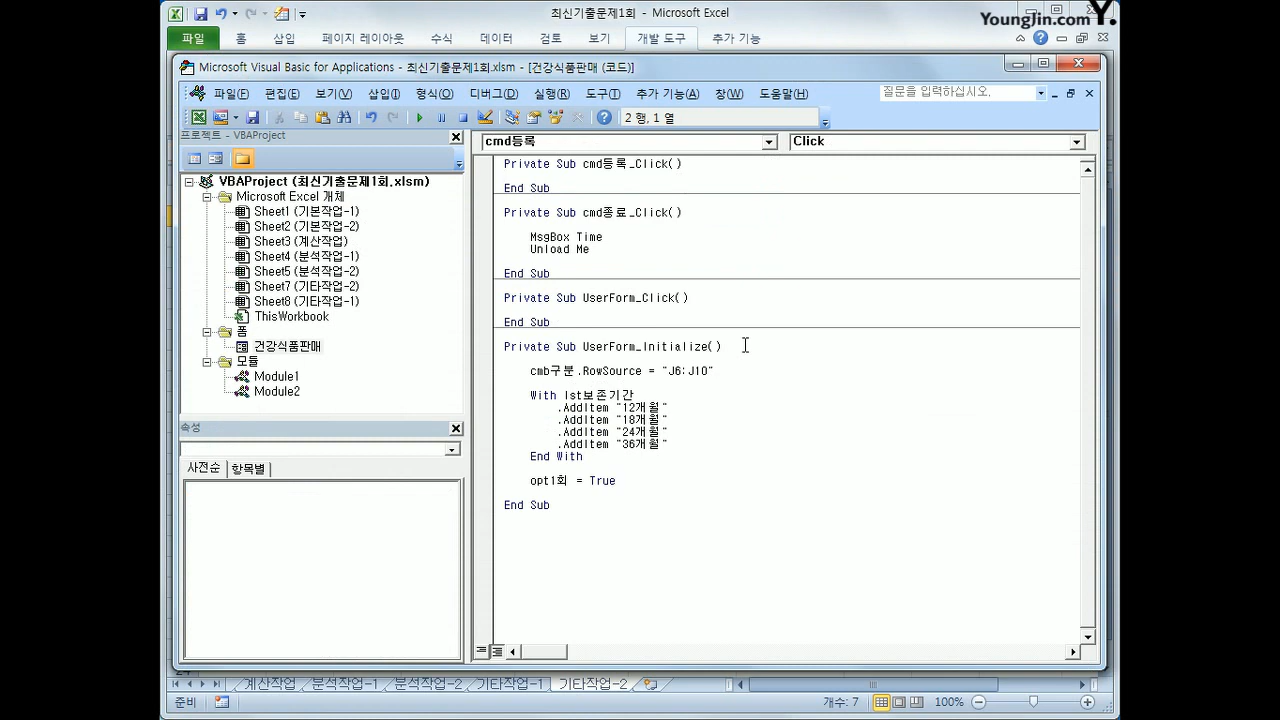 최신기출문제1회 - Microsoft Excel
YoungJin.com Y.
파일 홈 삽입 페이지 레이아웃 수식 데이터 검토 보기 개발 도구 추가 기능
Microsoft Visual Basic for Applications - 최신기출문제1회.xlsm - [건강식품판매 (코드)]
파일(F) 편집(E) 보기(V) 삽입(I) 형식(O) 디버그(D) 실행(R) 도구(T) 추가 기능(A) 창(W) 도움말(H) 질문을 입력하십시오.
2 행, 1 열
프로젝트 - VBAProject
VBAProject (최신기출문제1회.xlsm)
Microsoft Excel 개체
Sheet1 (기본작업-1)
Sheet2 (기본작업-2)
Sheet3 (계산작업)
Sheet4 (분석작업-1)
Sheet5 (분석작업-2)
Sheet7 (기타작업-2)
Sheet8 (기타작업-1)
ThisWorkbook
폼
건강식품판매
모듈
Module1
Module2
속성
사전순 항목별
cmd등록 Click
Private Sub cmd등록_Click()
End Sub
Private Sub cmd종료_Click()
MsgBox Time
Unload Me
End Sub
Private Sub UserForm_Click()
End Sub
Private Sub UserForm_Initialize()
cmb구분.RowSource = "J6:J10"
With lst보존기간
.AddItem "12개월"
.AddItem "18개월"
.AddItem "24개월"
.AddItem "36개월"
End With
opt1회 = True
End Sub
계산작업 분석작업-1 분석작업-2 기타작업-1 기타작업-2
준비 개수: 7 100%